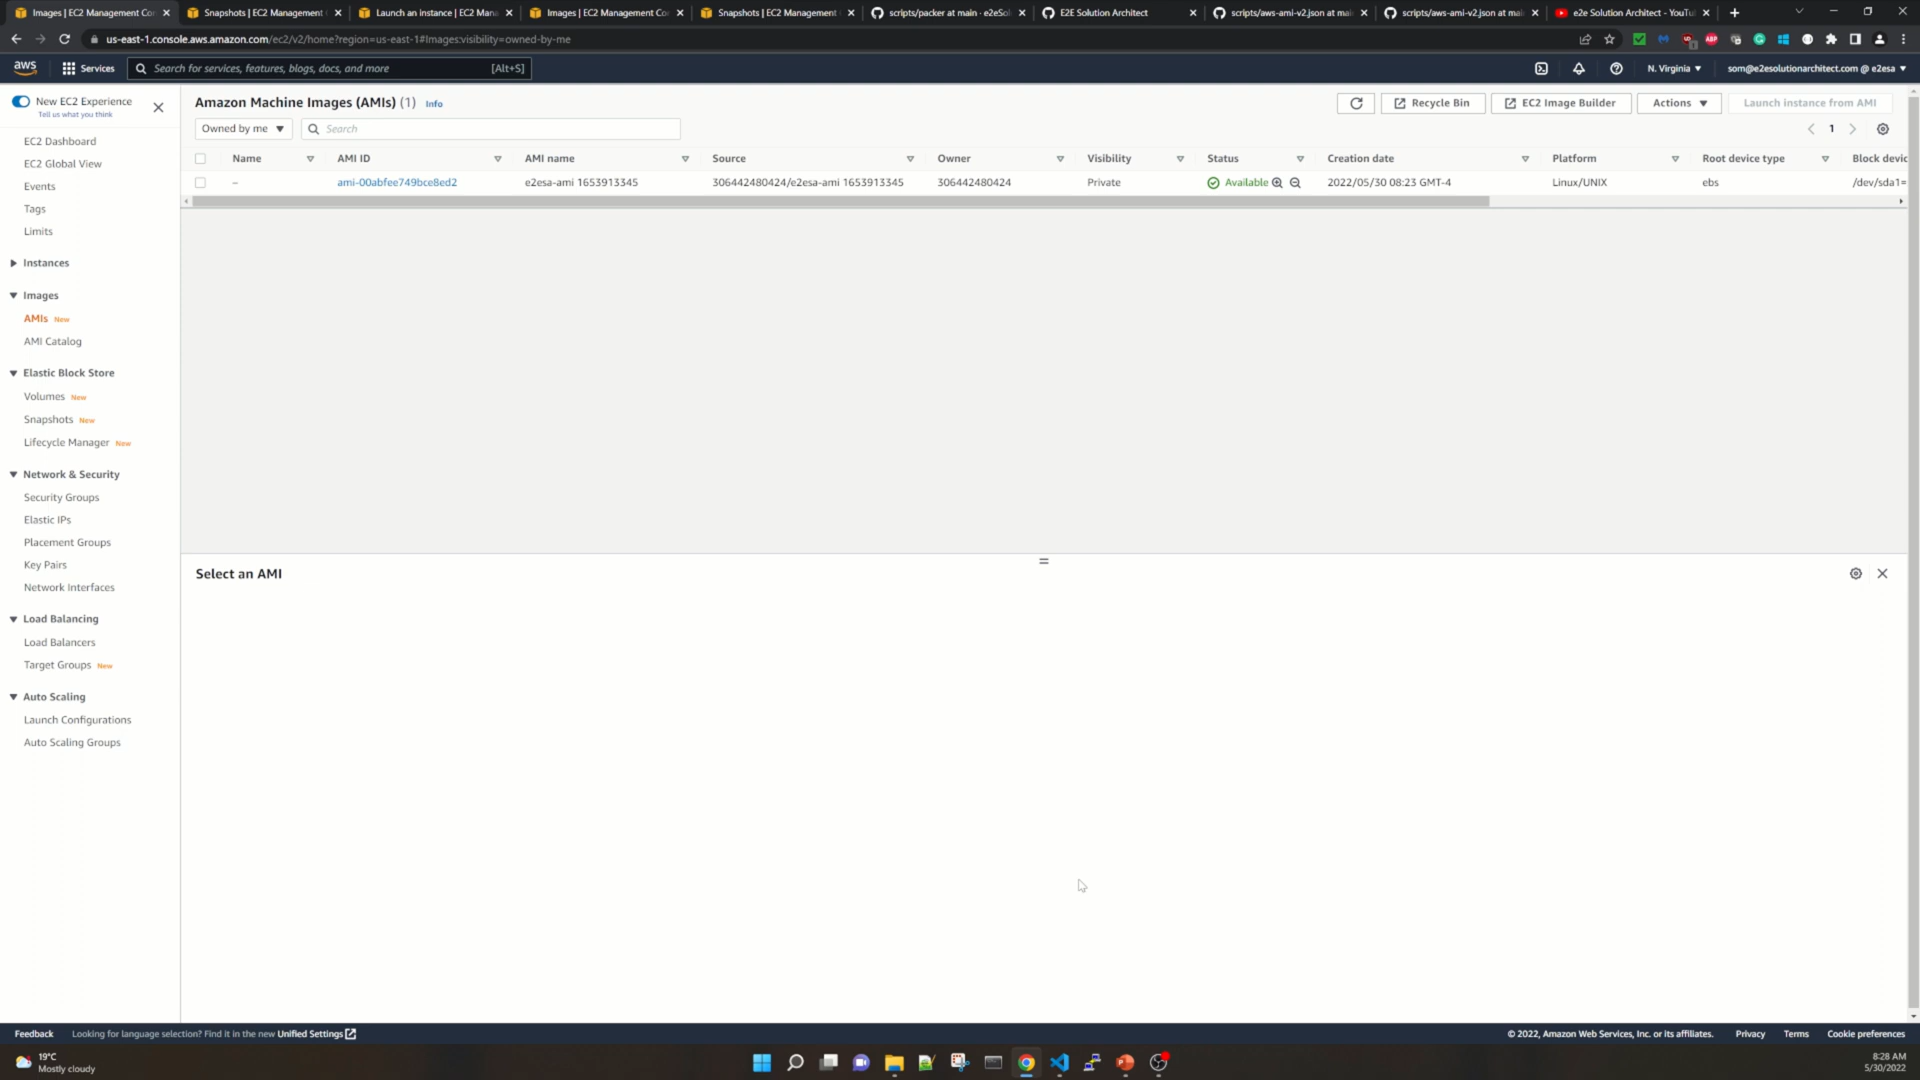 Images | EC2 Management Con
Snapshots | EC2 Management
Launch an instance | EC2 Mana
Images | EC2 Management Co
Snapshots | EC2 Management
scripts/packer at main · e2eSol
E2E Solution Architect
scripts/aws-ami-v2.json at mai
scripts/aws-ami-v2.json at mai
e2e Solution Architect - YouTu
us-east-1.console.aws.amazon.com/ec2/v2/home?region=us-east-1#Images:visibility=owned-by-me
ABP
aws
Services
Search for services, features, blogs, docs, and more
[Alt+S]
N. Virginia
som@e2esolutionarchitect.com @ e2esa
New EC2 Experience
Tell us what you think
EC2 Dashboard
EC2 Global View
Events
Tags
Limits
Instances
Images
AMIs New
AMI Catalog
Elastic Block Store
Volumes New
Snapshots New
Lifecycle Manager New
Network & Security
Security Groups
Elastic IPs
Placement Groups
Key Pairs
Network Interfaces
Load Balancing
Load Balancers
Target Groups New
Auto Scaling
Launch Configurations
Auto Scaling Groups
Amazon Machine Images (AMIs) (1) Info
Recycle Bin
EC2 Image Builder
Actions
Launch instance from AMI
Owned by me
Search
1
Name AMI ID AMI name Source Owner Visibility Status Creation date Platform Root device type Block devic
– ami-00abfee749bce8ed2 e2esa-ami 1653913345 306442480424/e2esa-ami 1653913345 306442480424 Private Available 2022/05/30 08:23 GMT-4 Linux/UNIX ebs /dev/sda1=
Select an AMI
Feedback
Looking for language selection? Find it in the new Unified Settings
© 2022, Amazon Web Services, Inc. or its affiliates.
Privacy
Terms
Cookie preferences
19°C
Mostly cloudy
8:28 AM
5/30/2022